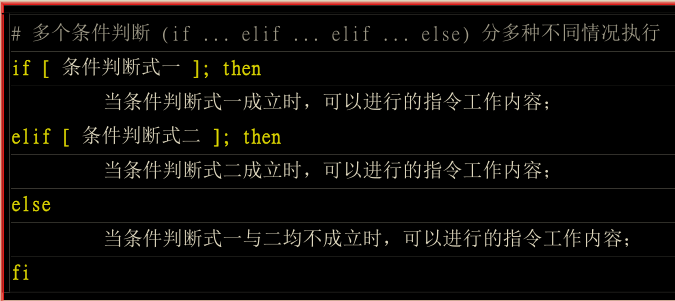 # 多个条件判断 (if ... elif ... elif ... else) 分多种不同情况执行
if [ 条件判断式一 ]; then
当条件判断式一成立时，可以进行的指令工作内容；
elif [ 条件判断式二 ]; then
当条件判断式二成立时，可以进行的指令工作内容；
else
当条件判断式一与二均不成立时，可以进行的指令工作内容；
fi